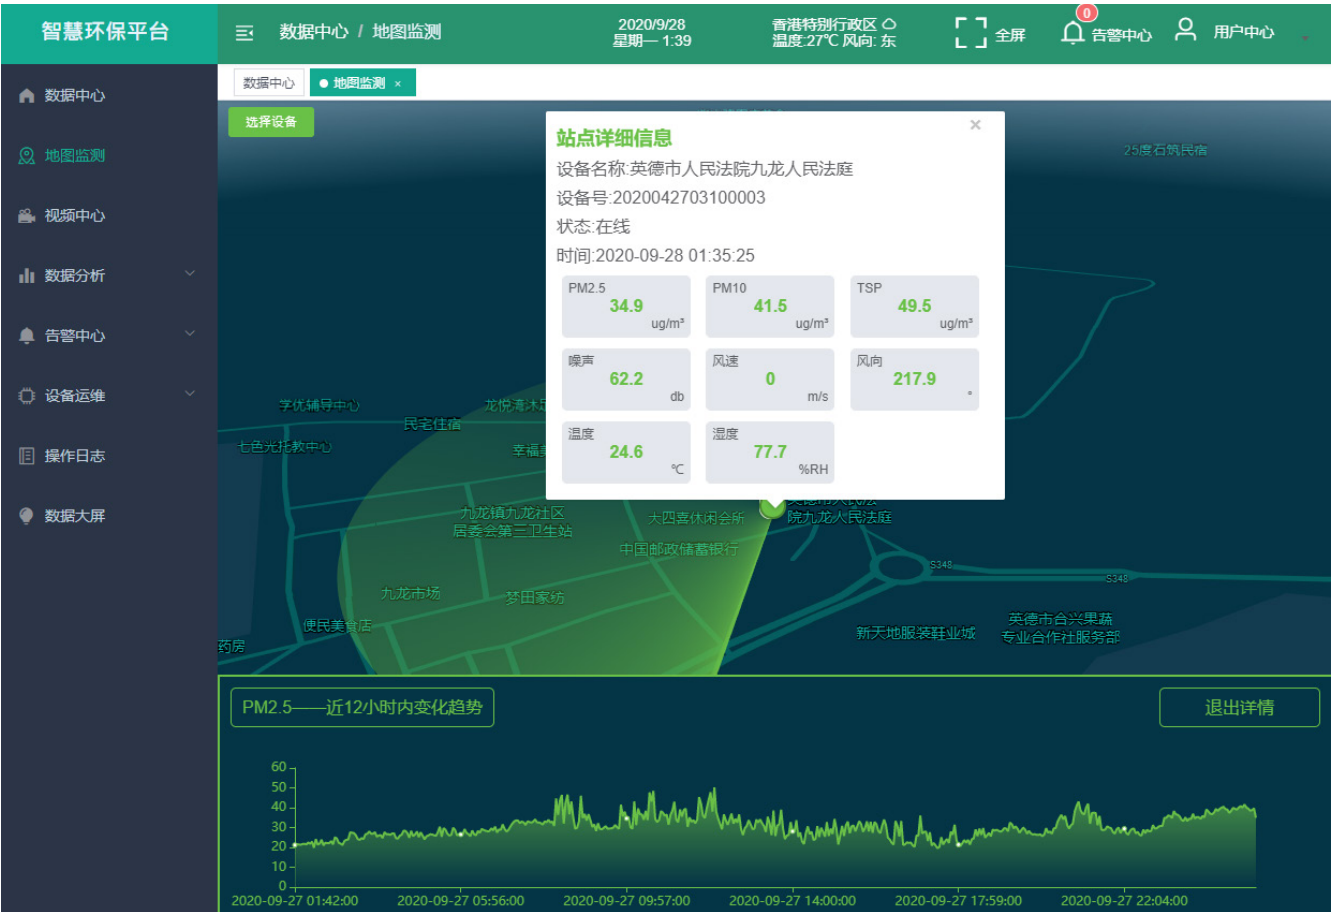 智慧环保平台
数据中心 / 地图监测
2020/9/28
星期一 1:39
香港特别行政区
温度:27℃ 风向: 东
全屏
0
告警中心
用户中心
数据中心
地图监测
视频中心
数据分析
告警中心
设备运维
操作日志
数据大屏
数据中心
地图监测 ×
选择设备
25度石筑民宿
站点详细信息
×
设备名称:英德市人民法院九龙人民法庭
设备号:2020042703100003
状态:在线
时间:2020-09-28 01:35:25
PM2.5
34.9
ug/m³
PM10
41.5
ug/m³
TSP
49.5
ug/m³
噪声
62.2
db
风速
0
m/s
风向
217.9
°
温度
24.6
℃
湿度
77.7
%RH
学优辅导中心
民宅住宿
七色光托教中心
九龙镇九龙社区
居委会第三卫生站
大四喜休闲会所
中国邮政储蓄银行
院九龙人民法庭
S348
S348
九龙市场
梦田家纺
便民美食店
药房
新天地服装鞋业城
英德市合兴果蔬
专业合作社服务部
PM2.5——近12小时内变化趋势
退出详情
60
50
40
30
20
10
0
2020-09-27 01:42:00
2020-09-27 05:56:00
2020-09-27 09:57:00
2020-09-27 14:00:00
2020-09-27 17:59:00
2020-09-27 22:04:00